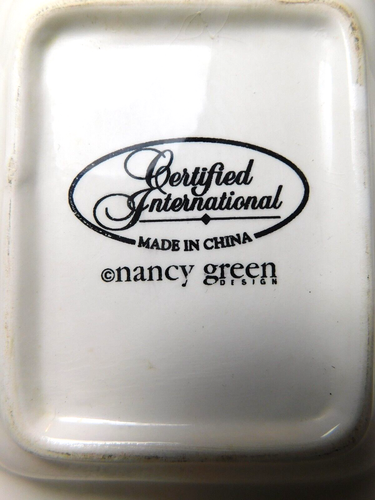 Certified
International
MADE IN CHINA
©nancy green
DESIGN